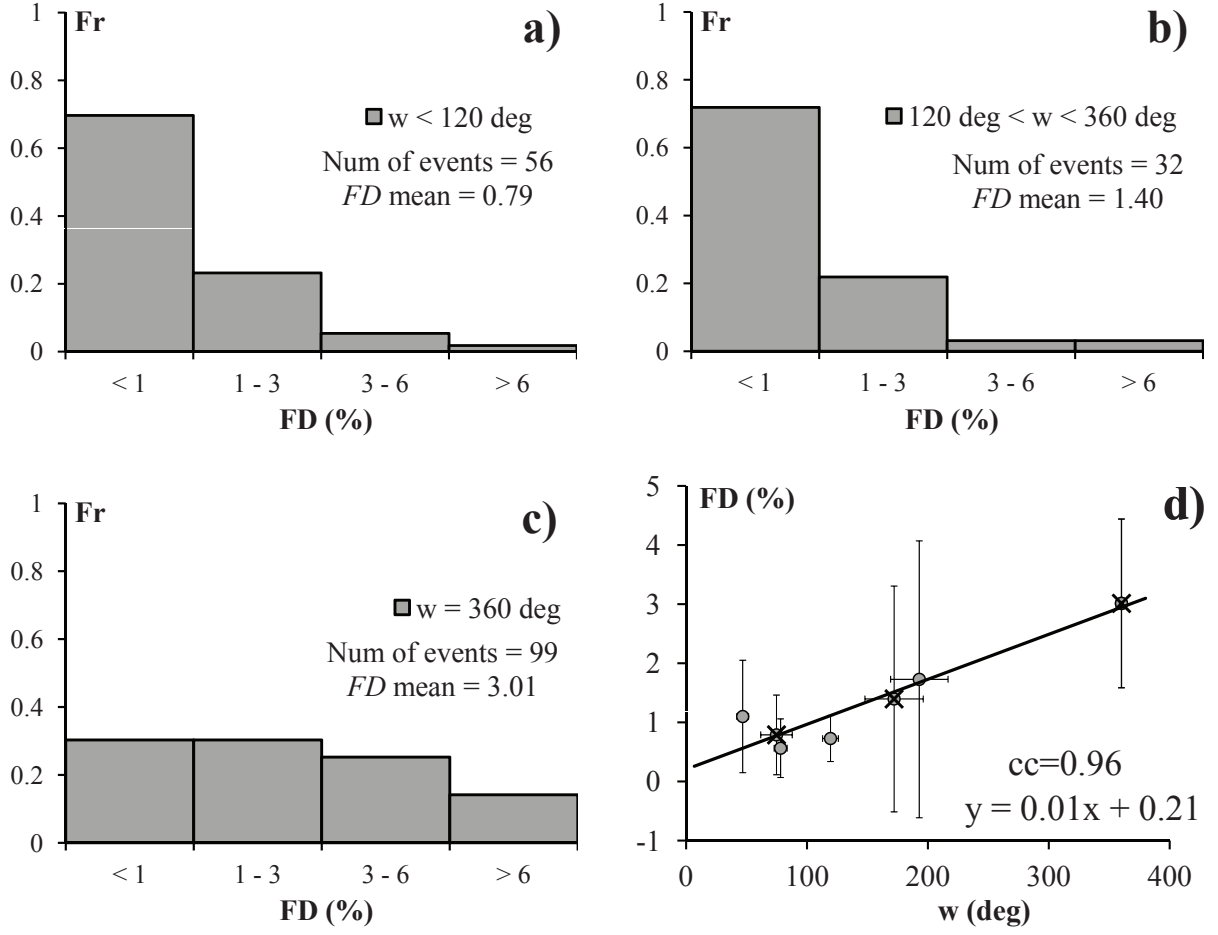 Fr
a)
1
0.8
0.6
0.4
0.2
0
w < 120 deg
Num of events = 56
FD mean = 0.79
< 1 1 - 3 3 - 6 > 6
FD (%)
Fr
b)
1
0.8
0.6
0.4
0.2
0
120 deg < w < 360 deg
Num of events = 32
FD mean = 1.40
< 1 1 - 3 3 - 6 > 6
FD (%)
Fr
c)
1
0.8
0.6
0.4
0.2
0
w = 360 deg
Num of events = 99
FD mean = 3.01
< 1 1 - 3 3 - 6 > 6
FD (%)
FD (%)
d)
5
4
3
2
1
0
-1
cc=0.96
y = 0.01x + 0.21
0 100 200 300 400
w (deg)